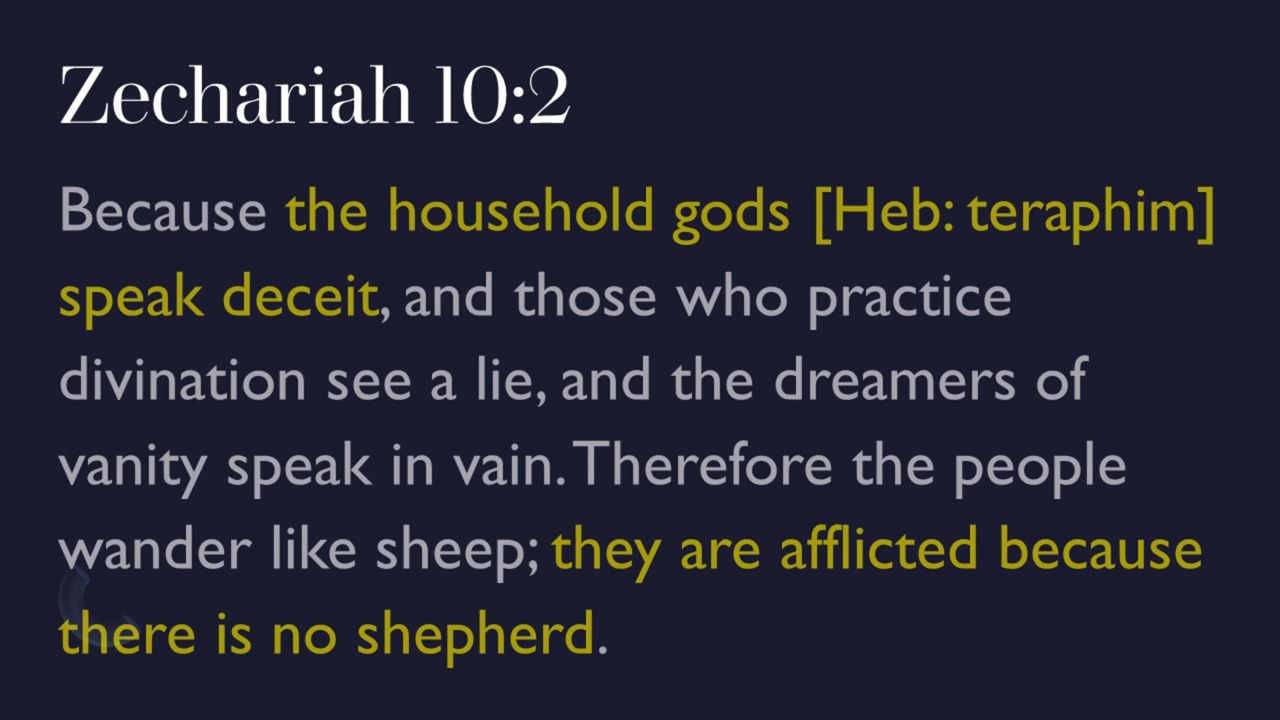 Zechariah 10:2
Because the household gods [Heb: teraphim]
speak deceit, and those who practice
divination see a lie, and the dreamers of
vanity speak in vain. Therefore the people
wander like sheep; they are afflicted because
there is no shepherd.